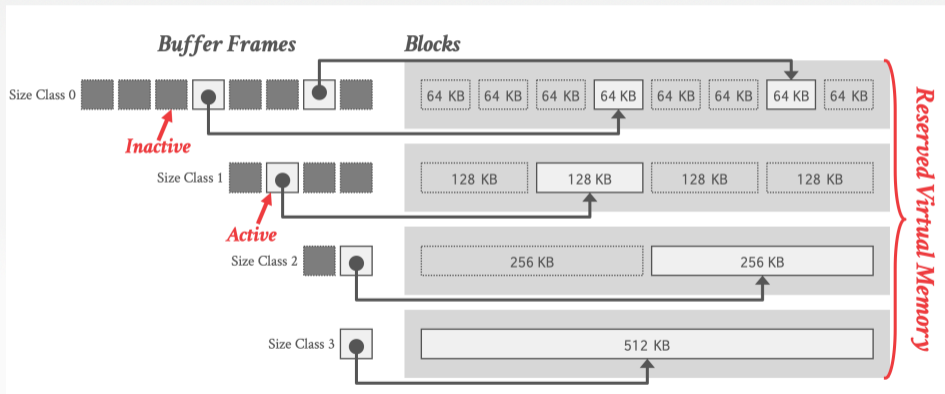 Buffer Frames
Blocks
Size Class 0
64 KB 64 KB 64 KB 64 KB 64 KB 64 KB 64 KB 64 KB
Inactive
Size Class 1
128 KB 128 KB 128 KB 128 KB
Active
Size Class 2
256 KB 256 KB
Size Class 3
512 KB
Reserved Virtual Memory